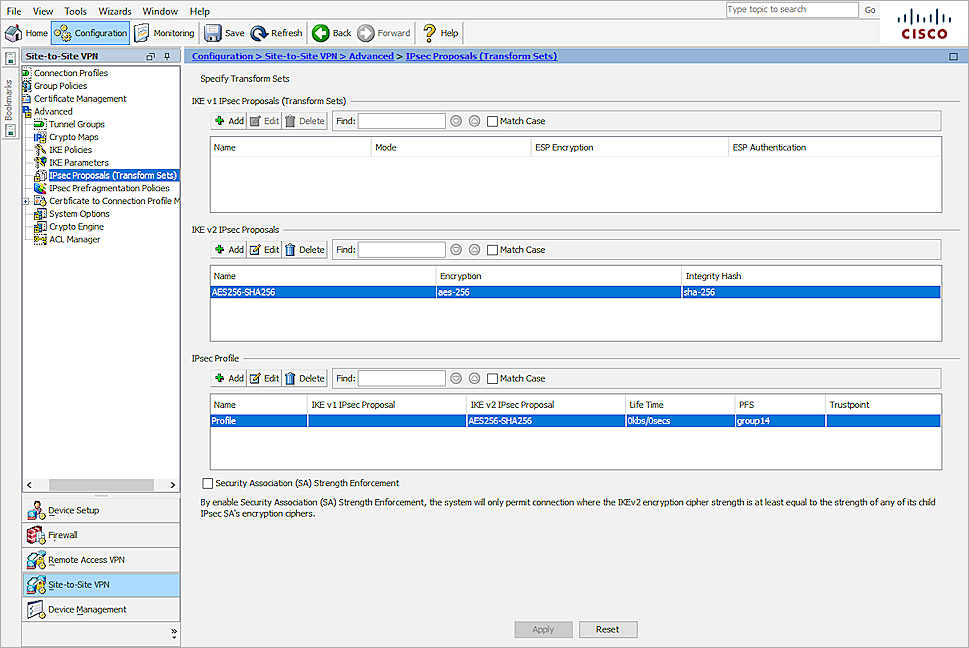 File View Tools Wizards Window Help
Type topic to search Go
Home Configuration Monitoring Save Refresh Back Forward Help
CISCO
Bookmarks
Site-to-Site VPN
Connection Profiles
Group Policies
Certificate Management
Advanced
Tunnel Groups
Crypto Maps
IKE Policies
IKE Parameters
IPsec Proposals (Transform Sets)
IPsec Prefragmentation Policies
Certificate to Connection Profile M
System Options
Crypto Engine
ACL Manager
Device Setup
Firewall
Remote Access VPN
Site-to-Site VPN
Device Management
Configuration > Site-to-Site VPN > Advanced > IPsec Proposals (Transform Sets)
Specify Transform Sets
IKE v1 IPsec Proposals (Transform Sets)
Add Edit Delete Find: Match Case
Name Mode ESP Encryption ESP Authentication
IKE v2 IPsec Proposals
Add Edit Delete Find: Match Case
Name Encryption Integrity Hash
AES256-SHA256 aes-256 sha-256
IPsec Profile
Add Edit Delete Find: Match Case
Name IKE v1 IPsec Proposal IKE v2 IPsec Proposal Life Time PFS Trustpoint
Profile AES256-SHA256 0kbs/0secs group14
Security Association (SA) Strength Enforcement
By enable Security Association (SA) Strength Enforcement, the system will only permit connection where the IKEv2 encryption cipher strength is at least equal to the strength of any of its child
IPsec SA's encryption ciphers.
Apply Reset